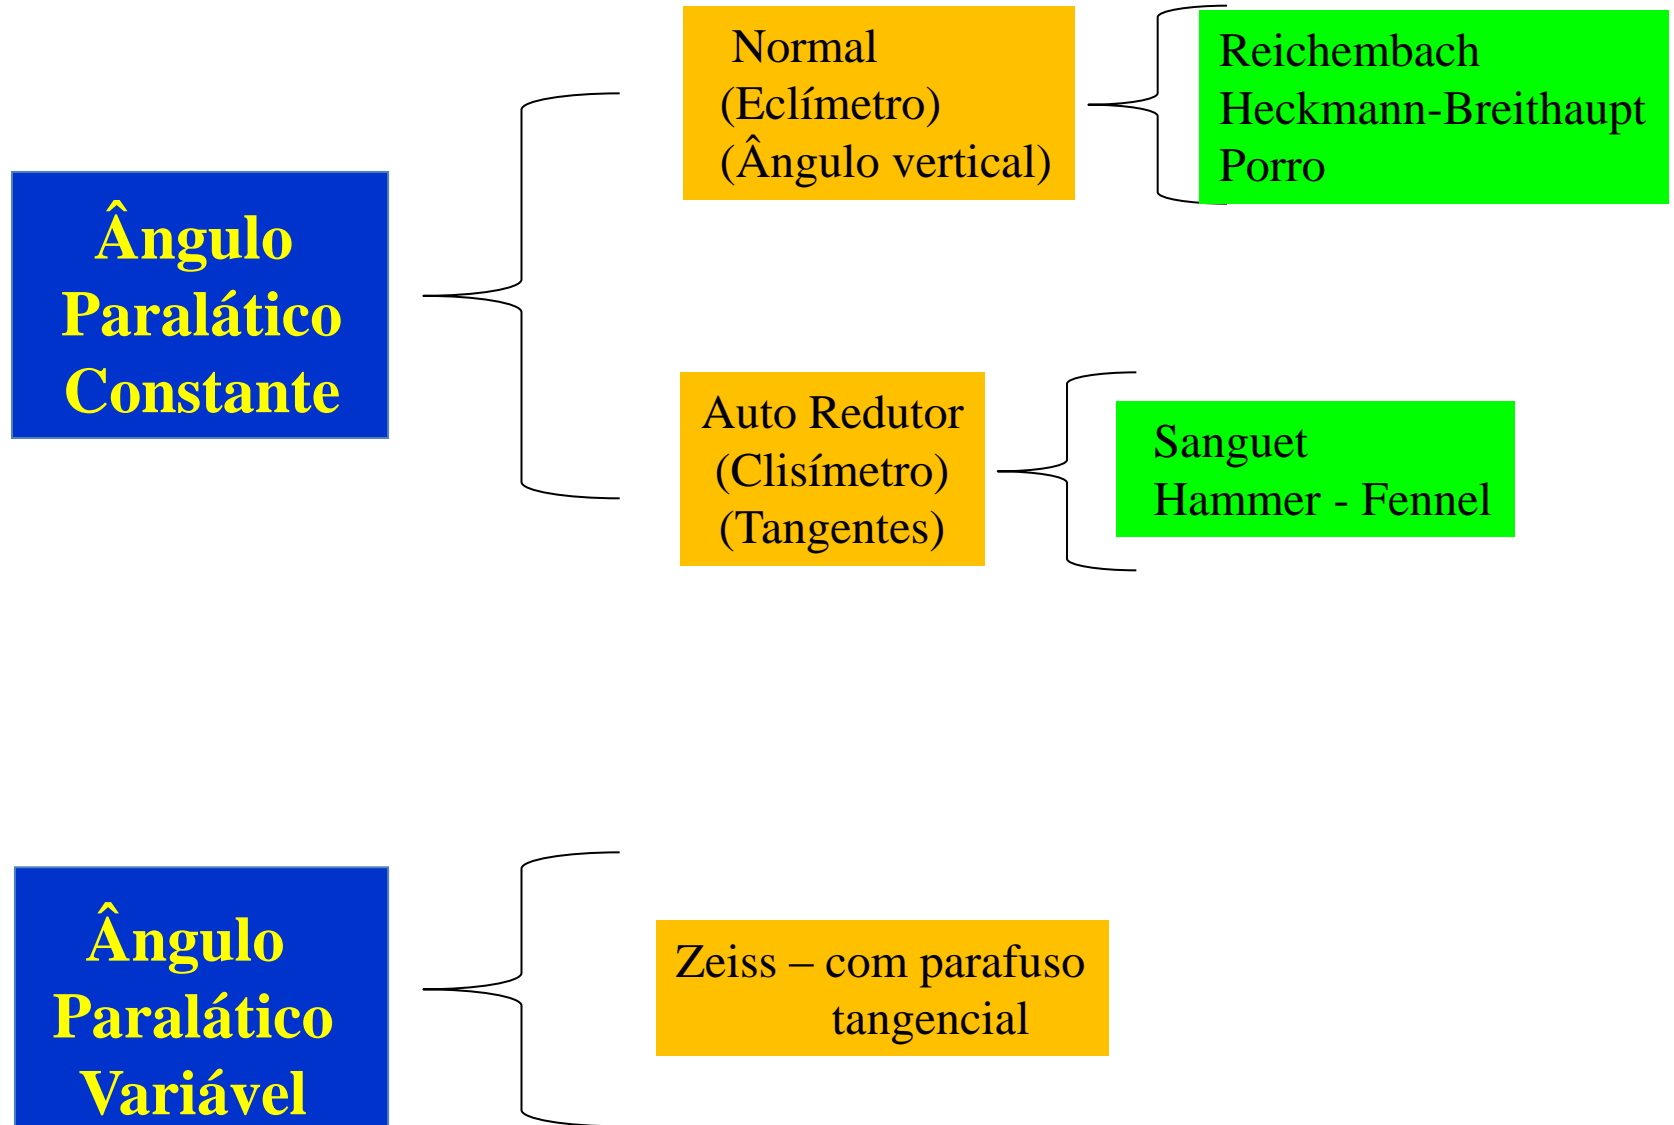 Ângulo
Paralático
Constante
Normal
(Eclímetro)
(Ângulo vertical)
Reichembach
Heckmann-Breithaupt
Porro
Auto Redutor
(Clisímetro)
(Tangentes)
Sanguet
Hammer - Fennel
Ângulo
Paralático
Variável
Zeiss – com parafuso
tangencial